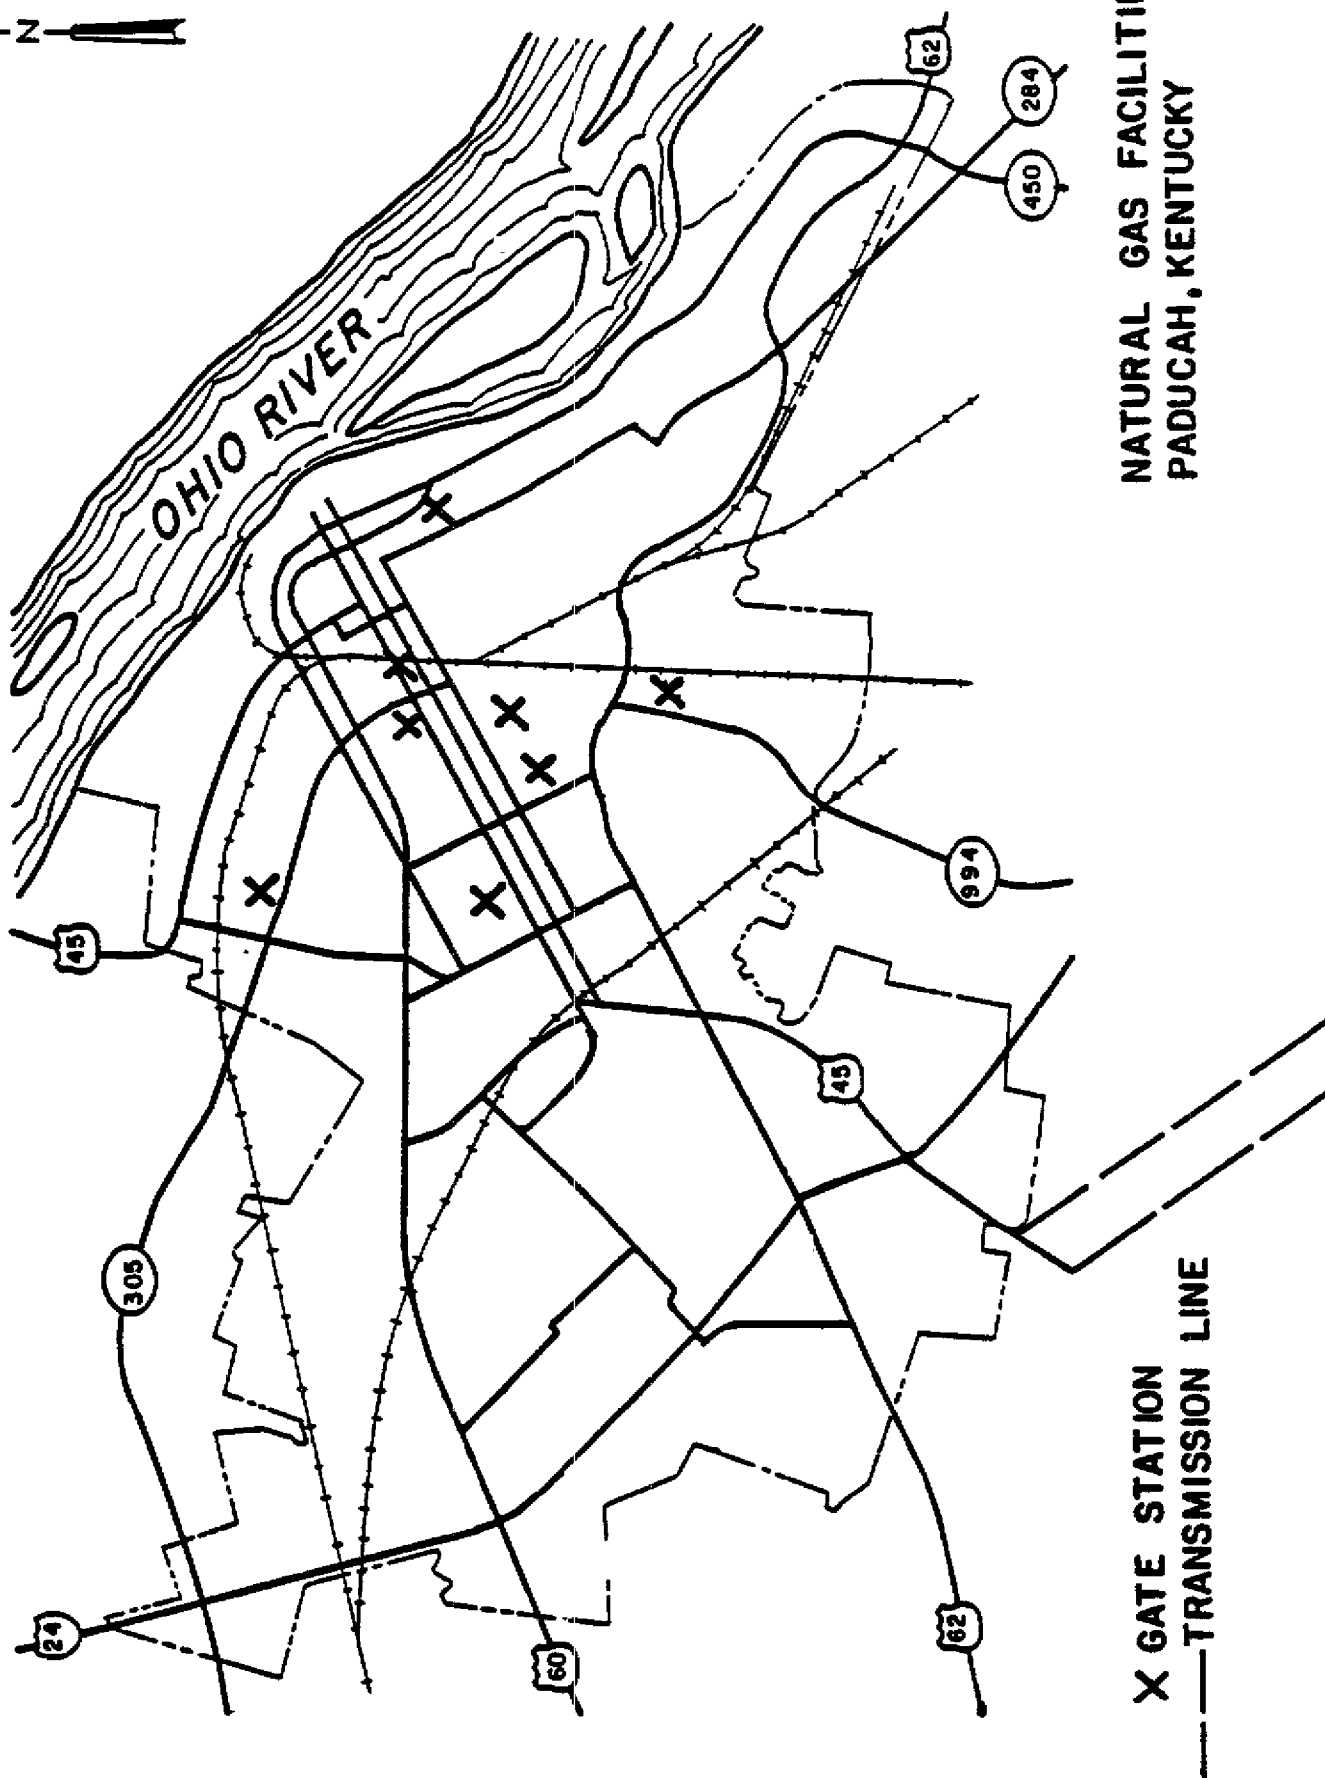 N
OHIO RIVER
45
305
24
60
62
45
994
450
284
62
X GATE STATION
TRANSMISSION LINE
NATURAL GAS
PADUCAH, KENTUCKY